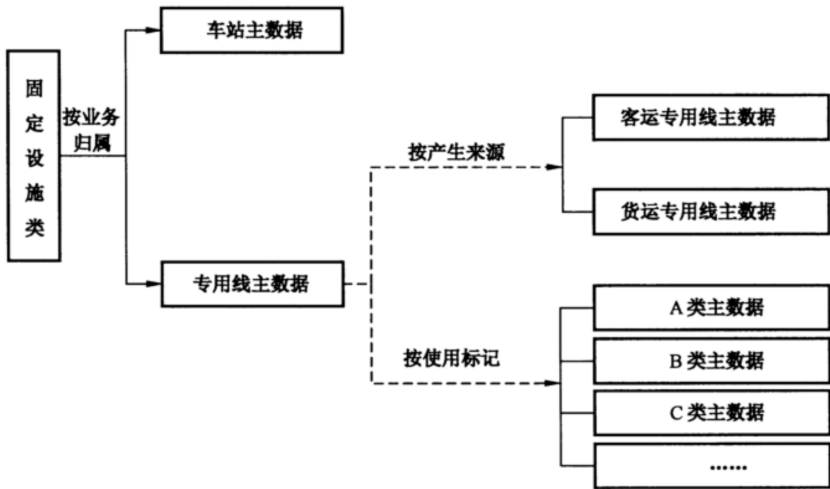 固定设施类
按业务
归属
车站主数据
专用线主数据
按产生来源
客运专用线主数据
货运专用线主数据
按使用标记
A 类主数据
B 类主数据
C 类主数据
……